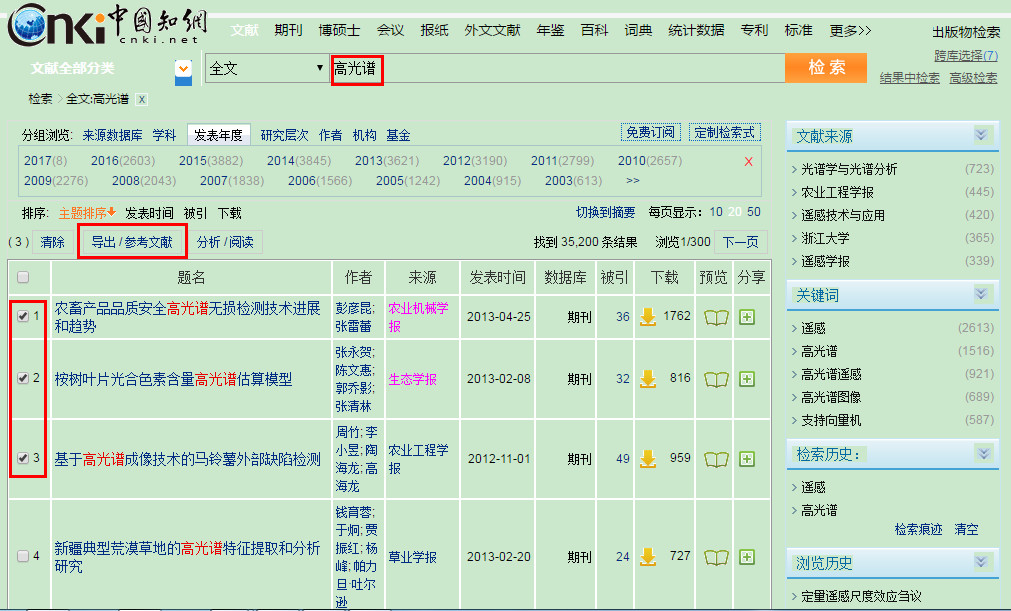 Cnki中国知網
cnki.net
文献 期刊 博硕士 会议 报纸 外文文献 年鉴 百科 词典 统计数据 专利 标准 更多>>
出版物检索
文献全部分类
全文 ▼
高光谱
检索
跨库选择(7)
结果中检索 高级检索
检索 > 全文:高光谱 x
分组浏览: 来源数据库 学科 发表年度 研究层次 作者 机构 基金
免费订阅 定制检索式
2017(8) 2016(2603) 2015(3882) 2014(3845) 2013(3621) 2012(3190) 2011(2799) 2010(2657) X
2009(2276) 2008(2043) 2007(1838) 2006(1566) 2005(1242) 2004(915) 2003(613) >>
排序: 主题排序 发表时间 被引 下载
切换到摘要 每页显示: 10 20 50
(3) 清除 导出/参考文献 分析/阅读
找到 35,200 条结果 浏览1/300 下一页
题名 作者 来源 发表时间 数据库 被引 下载 预览 分享
1 农畜产品品质安全高光谱无损检测技术进展
和趋势
彭彦昆;
张雷蕾
农业机械学
报
2013-04-25 期刊 36 1762
2 桉树叶片光合色素含量高光谱估算模型
张永贺;
陈文惠;
郭乔影;
张清林
生态学报
2013-02-08 期刊 32 816
3 基于高光谱成像技术的马铃薯外部缺陷检测
周竹; 李
小昱; 陶
海龙; 高
海龙
农业工程学
报
2012-11-01 期刊 49 959
4 新疆典型荒漠草地的高光谱特征提取和分析
研究
钱育蓉;
于炯; 贾
振红; 杨
峰; 帕力
旦·吐尔
逊
草业学报
2013-02-20 期刊 24 727
文献来源
> 光谱学与光谱分析 (723)
> 农业工程学报 (445)
> 遥感技术与应用 (420)
> 浙江大学 (365)
> 遥感学报 (339)
关键词
> 遥感 (2613)
> 高光谱 (1516)
> 高光谱遥感 (921)
> 高光谱图像 (689)
> 支持向量机 (587)
检索历史:
> 遥感
> 高光谱
检索痕迹 清空
浏览历史
> 定量遥感尺度效应刍议